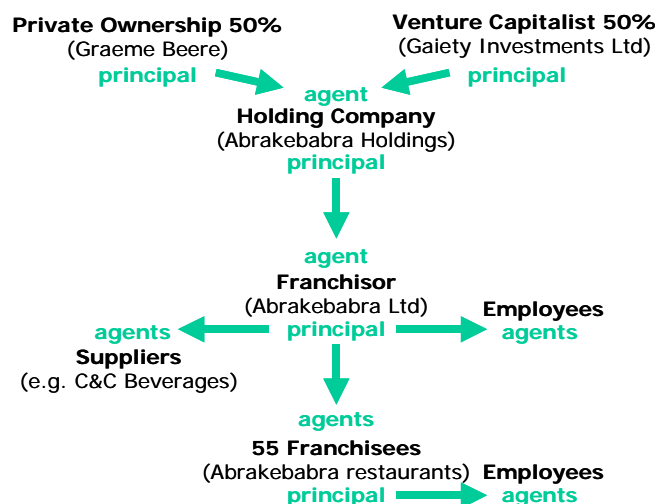 Private Ownership 50%
(Graeme Beere)
principal
Venture Capitalist 50%
(Gaiety Investments Ltd)
principal
agent
Holding Company
(Abrakebabra Holdings)
principal
agent
Franchisor
(Abrakebabra Ltd)
principal
agents
Suppliers
(e.g. C&C Beverages)
Employees
agents
agents
55 Franchisees
(Abrakebabra restaurants)
principal
Employees
agents